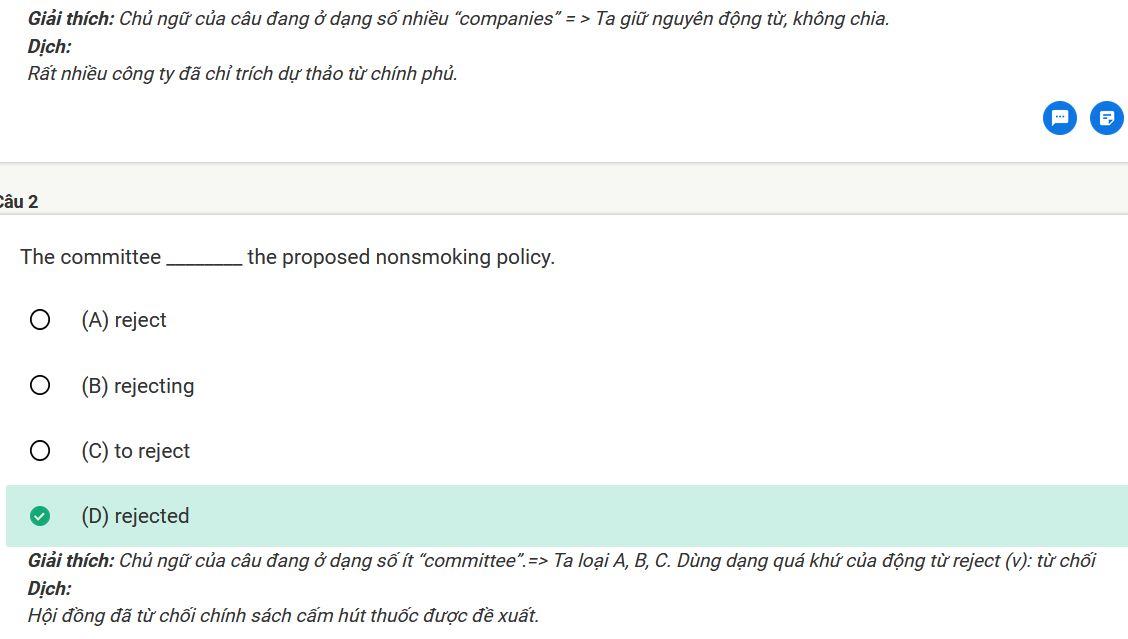 Giải thích: Chủ ngữ của câu đang ở dạng số nhiều “companies” = > Ta giữ nguyên động từ, không chia.
Dịch:
Rất nhiều công ty đã chỉ trích dự thảo từ chính phủ.
Câu 2
The committee ________ the proposed nonsmoking policy.
(A) reject
(B) rejecting
(C) to reject
(D) rejected
Giải thích: Chủ ngữ của câu đang ở dạng số ít “committee”.=> Ta loại A, B, C. Dùng dạng quá khứ của động từ reject (v): từ chối
Dịch:
Hội đồng đã từ chối chính sách cấm hút thuốc được đề xuất.